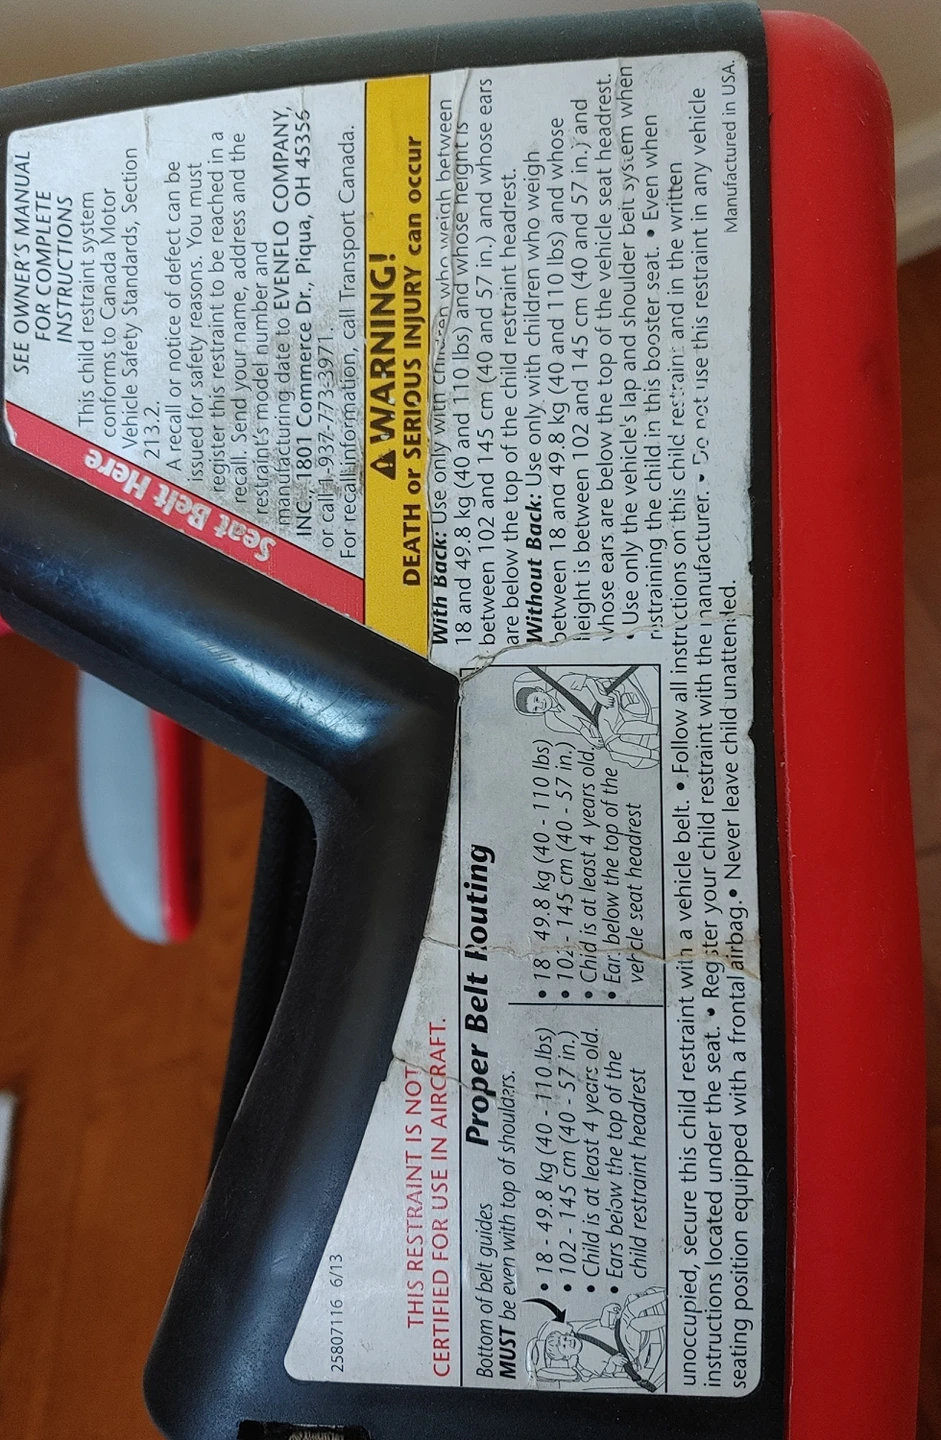 SEE OWNER'S MANUAL
FOR COMPLETE
INSTRUCTIONS
This child restraint system
conforms to Canada Motor
Vehicle Safety Standards, Section
213.2.
A recall or notice of defect can be
issued for safety reasons. You must
register this restraint to be reached in a
recall. Send your name, address and the
restraint's model number and
manufacturing date to EVENFLO COMPANY,
INC., 1801 Commerce Dr., Piqua, OH 45356
or call 1-937-773-3971.
For recall information, call Transport Canada.
Seat Belt Here
⚠WARNING!
DEATH or SERIOUS INJURY can occur
With Back: Use only with children who weigh between
18 and 49.8 kg (40 and 110 lbs) and whose height is
between 102 and 145 cm (40 and 57 in.) and whose ears
are below the top of the child restraint headrest.
Without Back: Use only with children who weigh
between 18 and 49.8 kg (40 and 110 lbs) and whose
height is between 102 and 145 cm (40 and 57 in.) and
whose ears are below the top of the vehicle seat headrest.
• Use only the vehicle's lap and shoulder belt system when
restraining the child in this booster seat. • Even when
unoccupied, secure this child restraint with a vehicle belt. • Follow all instructions on this child restraint and in the written
instructions located under the seat. • Register your child restraint with the manufacturer. • Do not use this restraint in any vehicle
seating position equipped with a frontal airbag. • Never leave child unattended.
Manufactured in USA.
25807116 6/13
THIS RESTRAINT IS NOT
CERTIFIED FOR USE IN AIRCRAFT.
Proper Belt Routing
Bottom of belt guides
MUST be even with top of shoulders.
• 18 - 49.8 kg (40 - 110 lbs)
• 102 - 145 cm (40 - 57 in.)
• Child is at least 4 years old.
• Ears below the top of the
child restraint headrest
• 18 - 49.8 kg (40 - 110 lbs)
• 102 - 145 cm (40 - 57 in.)
• Child is at least 4 years old.
• Ears below the top of the
vehicle seat headrest